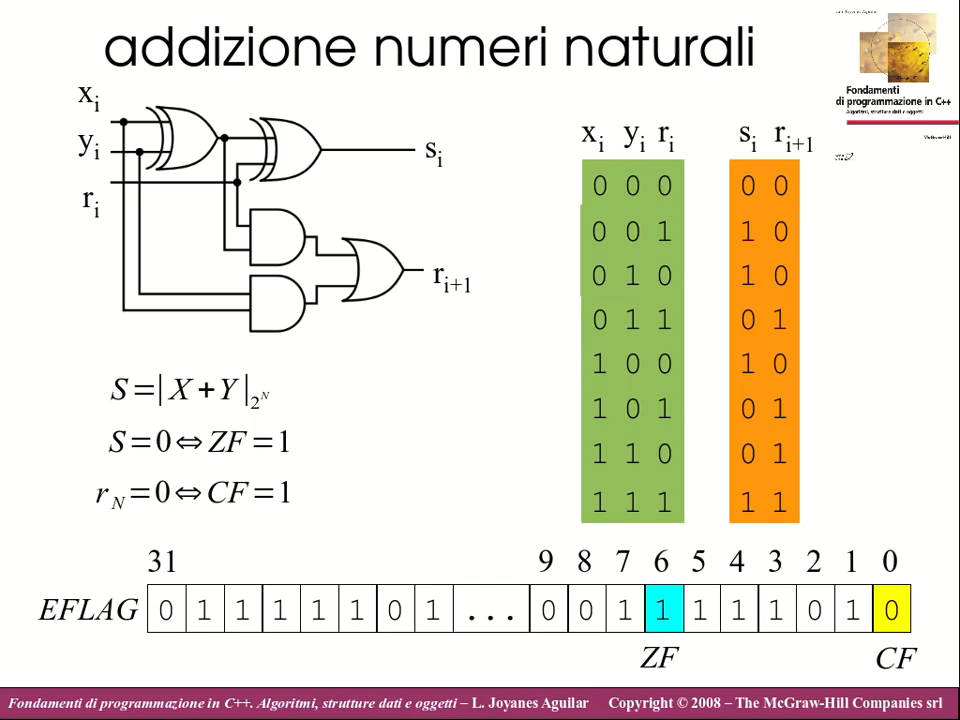 addizione numeri naturali
Fondamenti
di programmazione in C++
Algoritmi, strutture dati e oggetti
x_i
y_i
r_i
s_i
r_{i+1}
x_i y_i r_i s_i r_{i+1}
0 0 0 0 0
0 0 1 1 0
0 1 0 1 0
0 1 1 0 1
1 0 0 1 0
1 0 1 0 1
1 1 0 0 1
1 1 1 1 1
S=|X+Y|_{2^N}
S=0⇔ZF=1
r_N=0⇔CF=1
31 9 8 7 6 5 4 3 2 1 0
EFLAG 0 1 1 1 1 1 0 1 ... 0 0 1 1 1 1 1 0 1 0
ZF CF
Fondamenti di programmazione in C++. Algoritmi, strutture dati e oggetti – L. Joyanes Aguilar Copyright © 2008 – The McGraw-Hill Companies srl